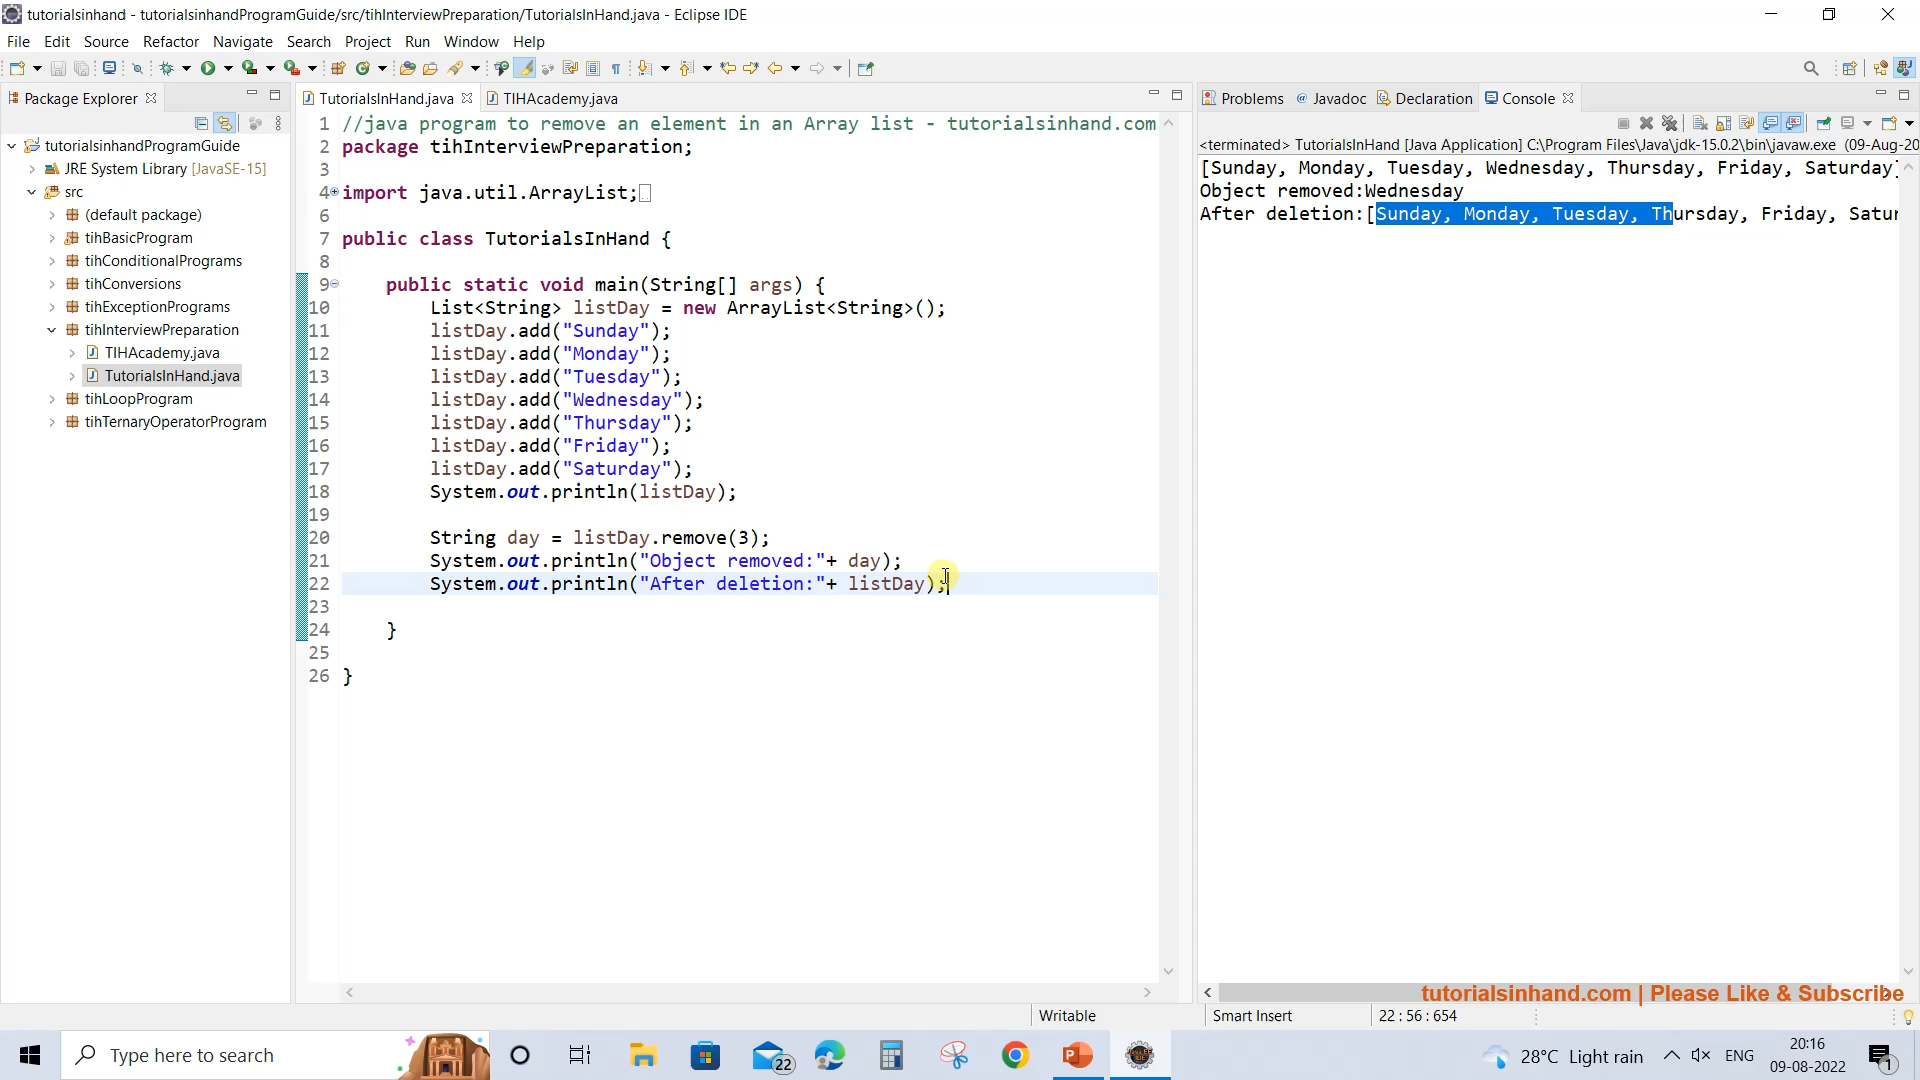 tutorialsinhand - tutorialsinhandProgramGuide/src/tihInterviewPreparation/TutorialsInHand.java - Eclipse IDE
File Edit Source Refactor Navigate Search Project Run Window Help
Package Explorer
tutorialsinhandProgramGuide
JRE System Library [JavaSE-15]
src
(default package)
tihBasicProgram
tihConditionalPrograms
tihConversions
tihExceptionPrograms
tihInterviewPreparation
TIHAcademy.java
TutorialsInHand.java
tihLoopProgram
tihTernaryOperatorProgram
TutorialsInHand.java TIHAcademy.java
1 //java program to remove an element in an Array list - tutorialsinhand.com
2 package tihInterviewPreparation;
3
4 import java.util.ArrayList;
6
7 public class TutorialsInHand {
8
9 public static void main(String[] args) {
10 List<String> listDay = new ArrayList<String>();
11 listDay.add("Sunday");
12 listDay.add("Monday");
13 listDay.add("Tuesday");
14 listDay.add("Wednesday");
15 listDay.add("Thursday");
16 listDay.add("Friday");
17 listDay.add("Saturday");
18 System.out.println(listDay);
19
20 String day = listDay.remove(3);
21 System.out.println("Object removed:"+ day);
22 System.out.println("After deletion:"+ listDay);
23
24 }
25
26 }
Problems @ Javadoc Declaration Console
<terminated> TutorialsInHand [Java Application] C:\Program Files\Java\jdk-15.0.2\bin\javaw.exe (09-Aug-20
[Sunday, Monday, Tuesday, Wednesday, Thursday, Friday, Saturday]
Object removed:Wednesday
After deletion:[Sunday, Monday, Tuesday, Thursday, Friday, Satur
tutorialsinhand.com | Please Like & Subscribe
Writable Smart Insert 22 : 56 : 654
Type here to search
22
28°C Light rain
ENG
20:16
09-08-2022
1